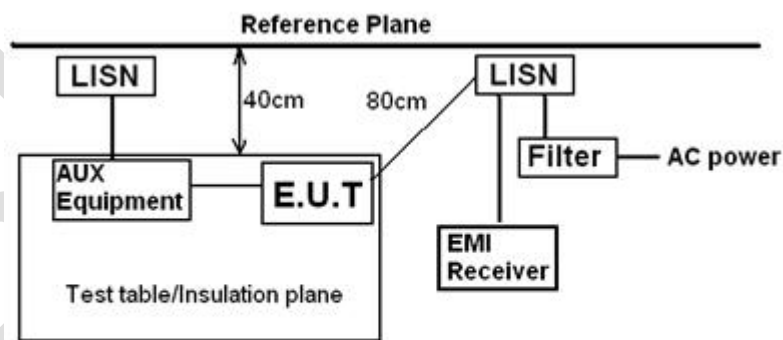 Reference Plane
LISN
40cm
80cm
LISN
Filter
AC power
AUX
Equipment
E.U.T
EMI
Receiver
Test table/Insulation plane